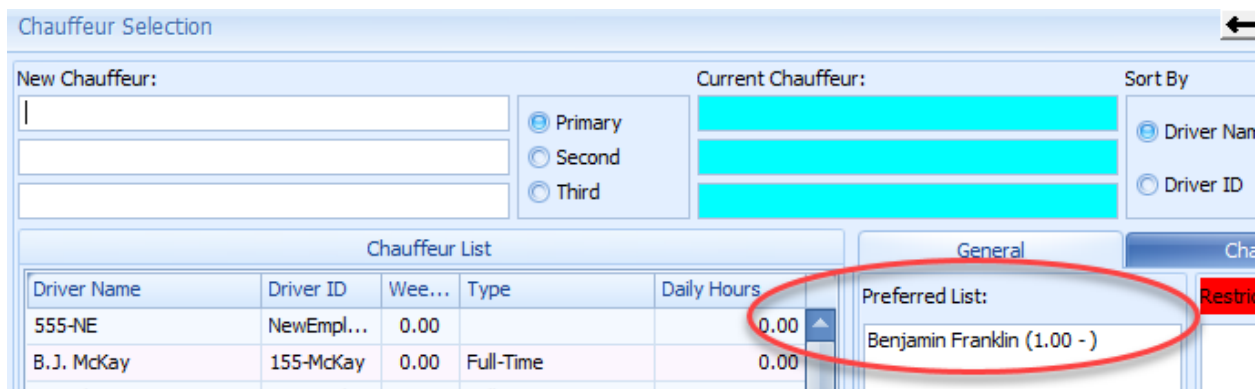 Chauffeur Selection
New Chauffeur:
Current Chauffeur:
Sort By
Primary
Second
Third
Driver Nam
Driver ID
Chauffeur List
General
Cha
Driver Name Driver ID Wee... Type Daily Hours
555-NE NewEmpl... 0.00 0.00
B.J. McKay 155-McKay 0.00 Full-Time 0.00
Preferred List:
Benjamin Franklin (1.00 - )
Restric